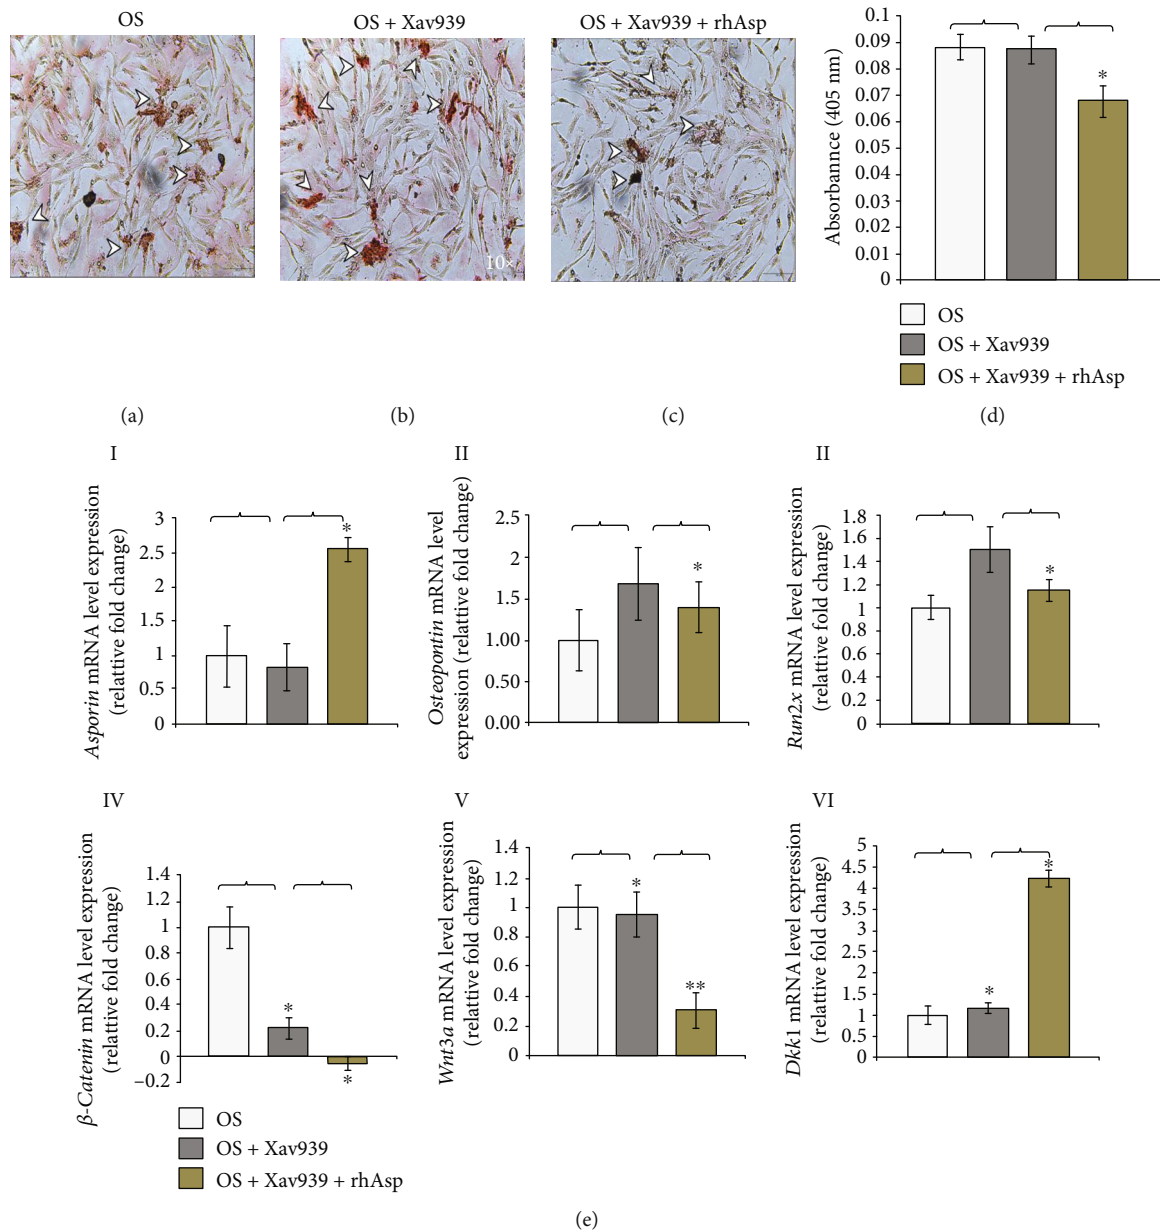 OS
OS + Xav939
OS + Xav939 + rhAsp
10×
Absorbance (405 nm)
0.1
0.09
0.08
0.07
0.06
0.05
0.04
0.03
0.02
0.01
0
*
OS
OS + Xav939
OS + Xav939 + rhAsp
(a)
(b)
(c)
(d)
I
Asporin mRNA level expression
(relattive fold change)
3
2.5
2
1.5
1
0.5
0
*
II
Osteopontin mRNA level
expression (relattive fold change)
2.5
2.00
1.50
1.00
0.50
0.00
*
II
Run2x mRNA level expression
(relattive fold change)
1.8
1.6
1.4
1.2
1
0.8
0.6
0.4
0.2
0
*
IV
β-Catenin mRNA level expression
(relattive fold change)
1.4
1.2
1
0.8
0.6
0.4
0.2
0
−0.2
*
*
V
Wnt3a mRNA level expression
(relattive fold change)
1.4
1.2
1
0.8
0.6
0.4
0.2
0
*
**
VI
Dkk1 mRNA level expression
(relattive fold change)
5
4.5
4
3.5
3
2.5
2
1.5
1
0.5
0
*
*
OS
OS + Xav939
OS + Xav939 + rhAsp
(e)